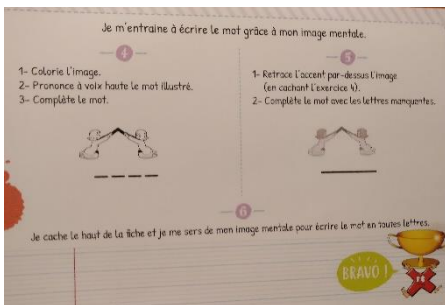 Je m'entraine à écrire le mot grâce à mon image mentale.
4
1- Colorie l'image.
2- Prononce à voix haute le mot illustré.
3- Complète le mot.
5
1- Retrace l'accent par-dessus l'image
(en cachant l'exercice 4).
2- Complète le mot avec les lettres manquantes.
6
Je cache le haut de la fiche et je me sers de mon image mentale pour écrire le mot en toutes lettres.
BRAVO !